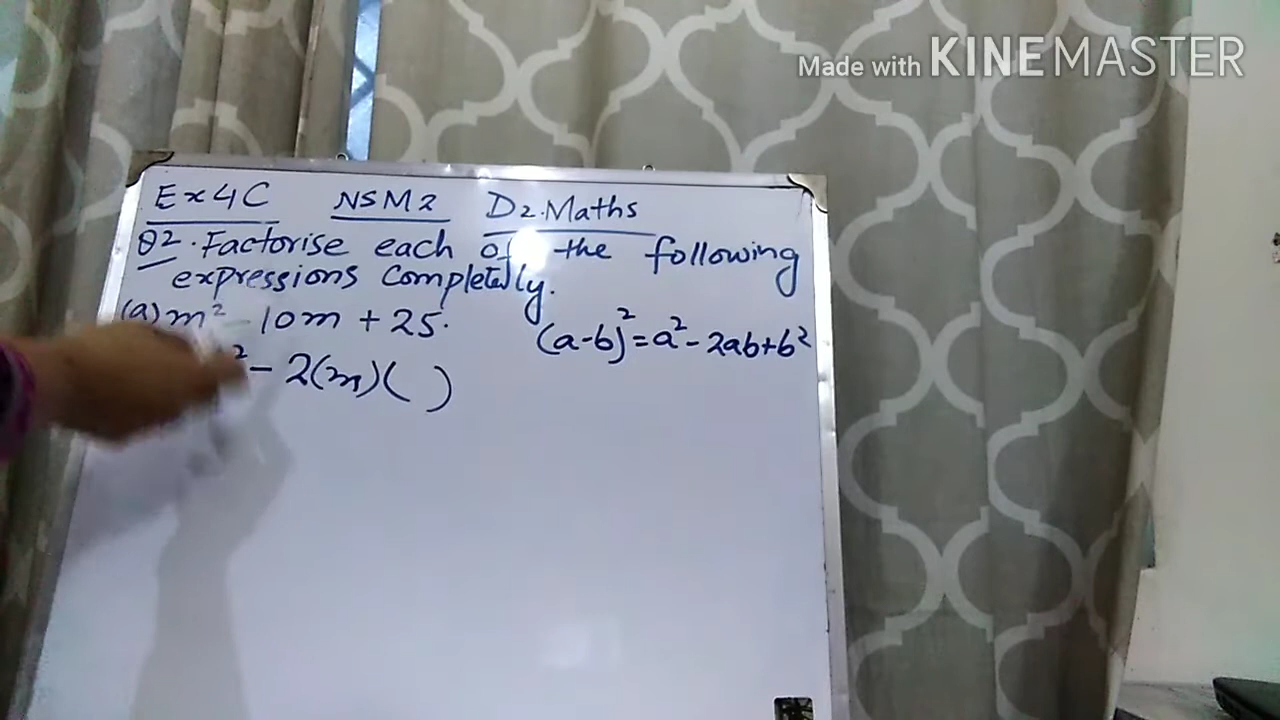 Made with KINEMASTER
Ex4C NSM2 D2.Maths
Q2. Factorise each of the following
expressions completely.
(a) m² - 10m + 25.
(a-b)² = a² - 2ab + b²
² - 2(m)( )